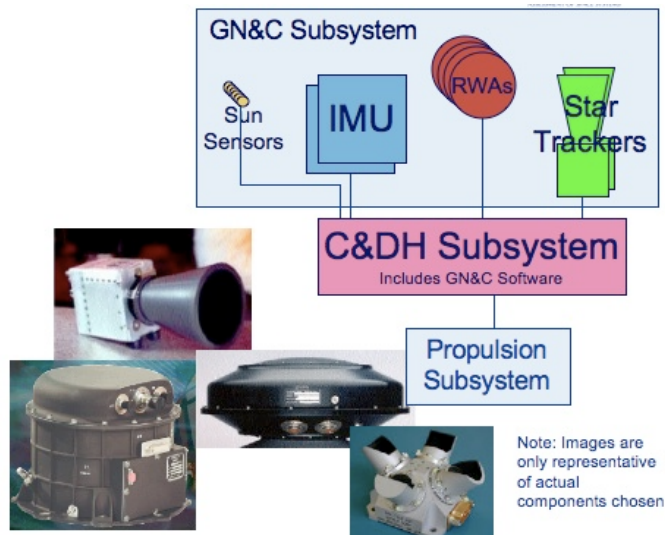 GN&C Subsystem
Sun
Sensors
IMU
RWAs
Star
Trackers
C&DH Subsystem
Includes GN&C Software
Propulsion
Subsystem
Note: Images are
only representative
of actual
components chosen